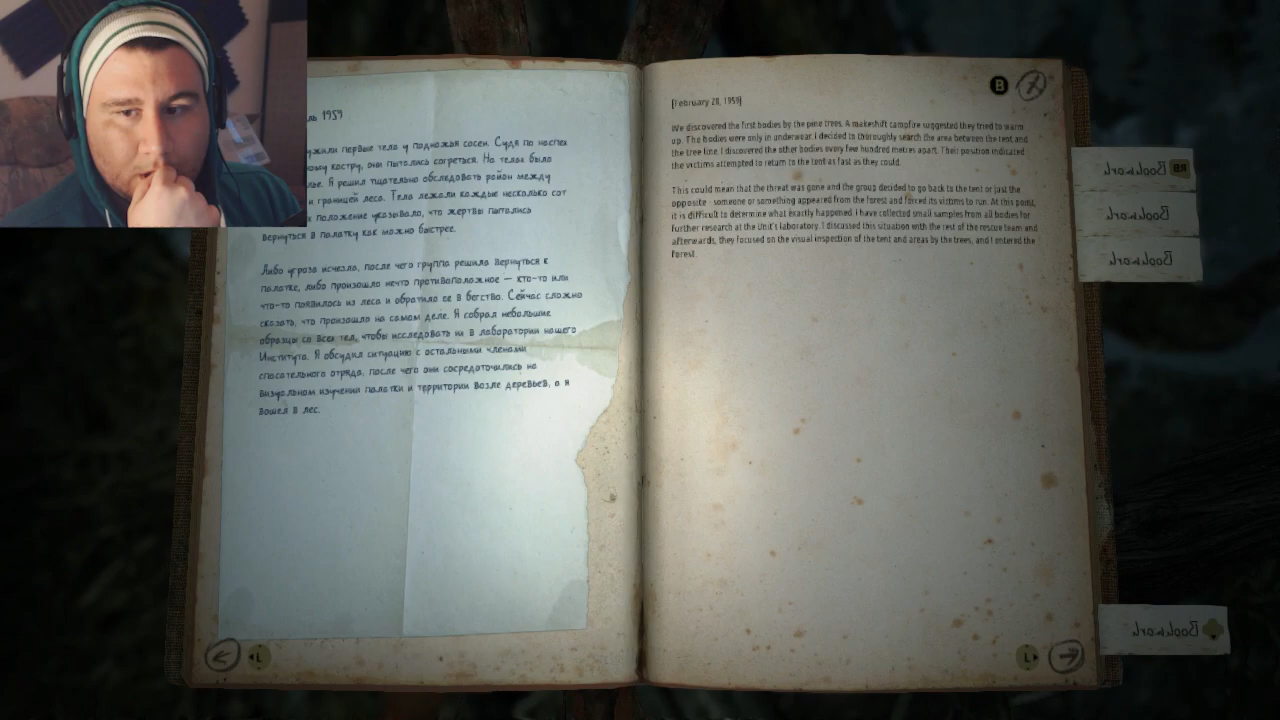 ль 1959
ужили первые тела у подножья сосен. Судя по наспех
ому костру, они пытались согреться. На телах было
лье. Я решил тщательно обследовать район между
и границей леса. Тела лежали каждые несколько сот
х положение указывало, что жертвы пытались
вернуться в палатку как можно быстрее.
Либо угроза исчезла, после чего группа решила вернуться к
палатке, либо произошло нечто противоположное — кто-то или
что-то появилось из леса и обратило ее в бегство. Сейчас сложно
сказать, что произошло на самом деле. Я собрал небольшие
образцы со всех тел, чтобы исследовать их в лаборатории нашего
Института. Я обсудил ситуацию с остальными членами
спасательного отряда, после чего они сосредоточились на
визуальном изучении палатки и территории возле деревьев, а я
вошел в лес.
L
[February 28, 1959]
B
X
We discovered the first bodies by the pine trees. A makeshift campfire suggested they tried to warm
up. The bodies were only in underwear. I decided to thoroughly search the area between the tent and
the tree line. I discovered the other bodies every few hundred metres apart. Their position indicated
the victims attempted to return to the tent as fast as they could.
This could mean that the threat was gone and the group decided to go back to the tent or just the
opposite - someone or something appeared from the forest and forced its victims to run. At this point,
it is difficult to determine what exactly happened. I have collected small samples from all bodies for
further research at the Unit's laboratory. I discussed this situation with the rest of the rescue team and
afterwards, they focused on the visual inspection of the tent and areas by the trees, and I entered the
forest.
L
Bookmark RB
Bookmark
Bookmark
Bookmark